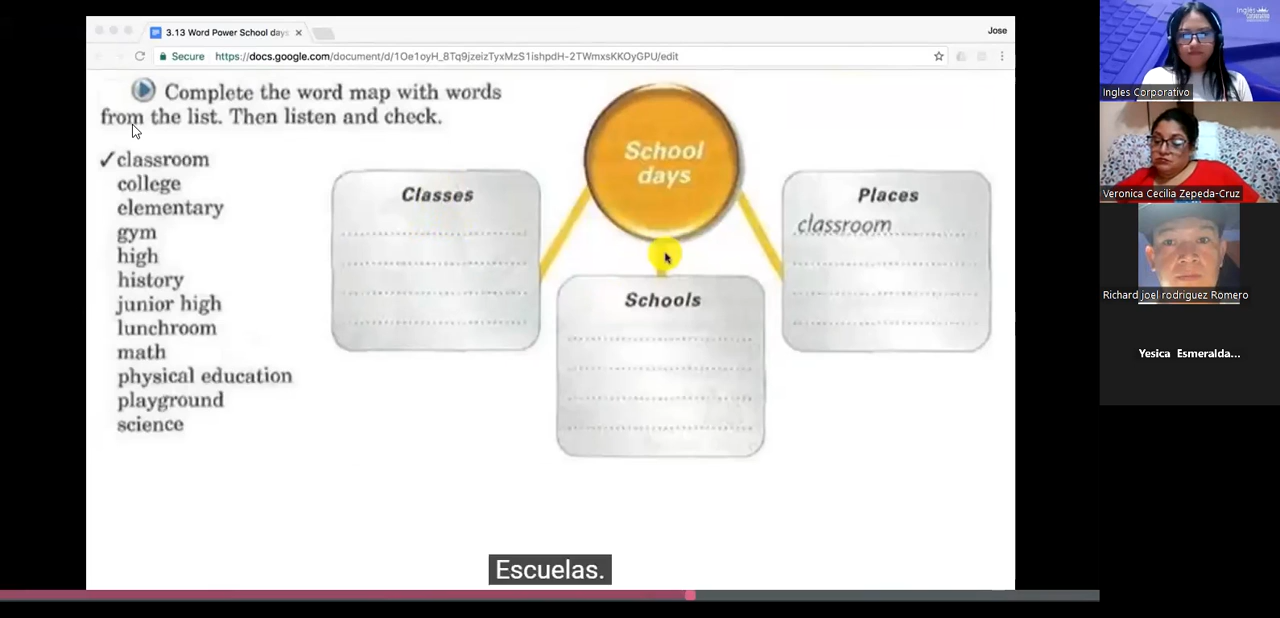 3.13 Word Power School days
Jose
Secure
https://docs.google.com/document/d/1Oe1oyH_8Tq9jzeizTyxMzS1ishpdH-2TWmxsKKOyGPU/edit
Complete the word map with words
from the list. Then listen and check.
✓classroom
college
elementary
gym
high
history
junior high
lunchroom
math
physical education
playground
science
School
days
Classes
Schools
Places
classroom
Escuelas.
Ingles Corporativo
Veronica Cecilia Zepeda-Cruz
Richard joel rodriguez Romero
Yesica Esmeralda...